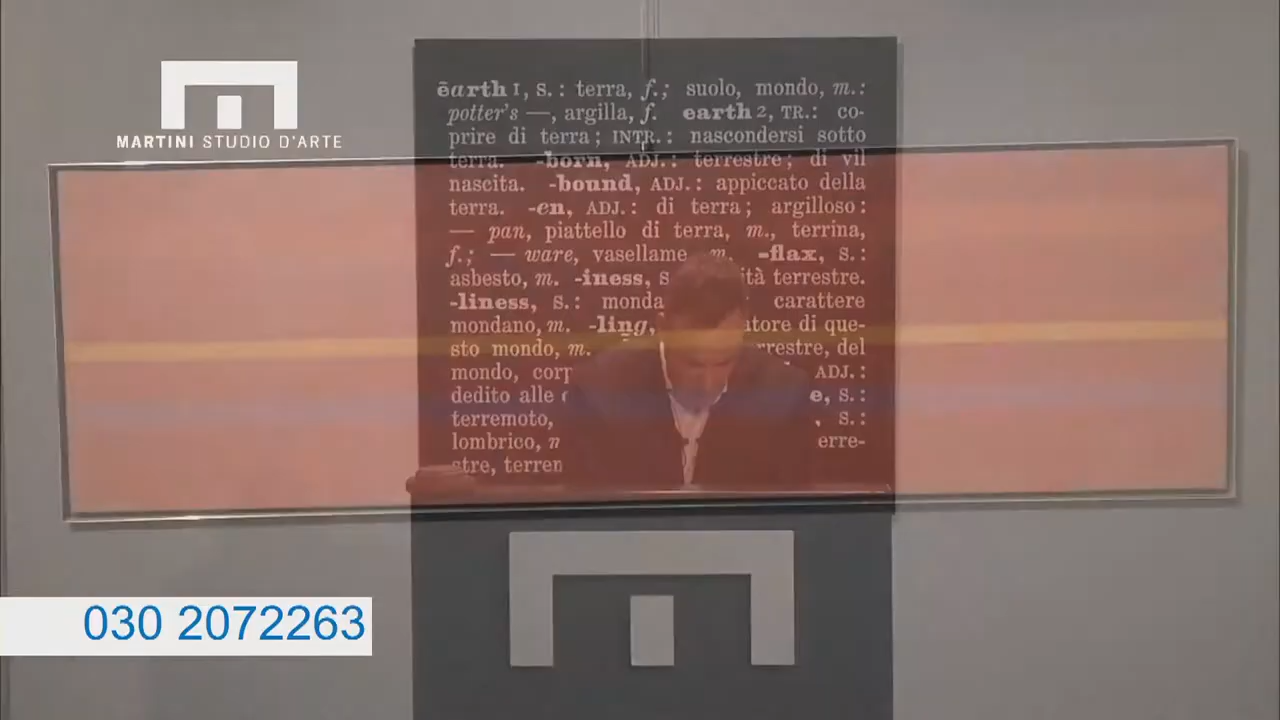 MARTINI STUDIO D'ARTE
ēarth 1, S.: terra, f.; suolo, mondo, m.:
potter's —, argilla, f. earth 2, TR.: co-
prire di terra; INTR.: nascondersi sotto
terra. -born, ADJ.: terrestre; di vil
nascita. -bound, ADJ.: appiccato della
terra. -en, ADJ.: di terra; argilloso:
— pan, piattello di terra, m., terrina,
f.; — ware, vasellame m. -flax, S.:
asbesto, m. -iness, S ità terrestre.
-liness, S.: monda carattere
mondano, m. -ling, atore di que-
sto mondo, m. rrestre, del
mondo, corp ADJ.:
dedito alle e, S.:
terremoto, , S.:
lombrico, m erre-
stre, terren
030 2072263